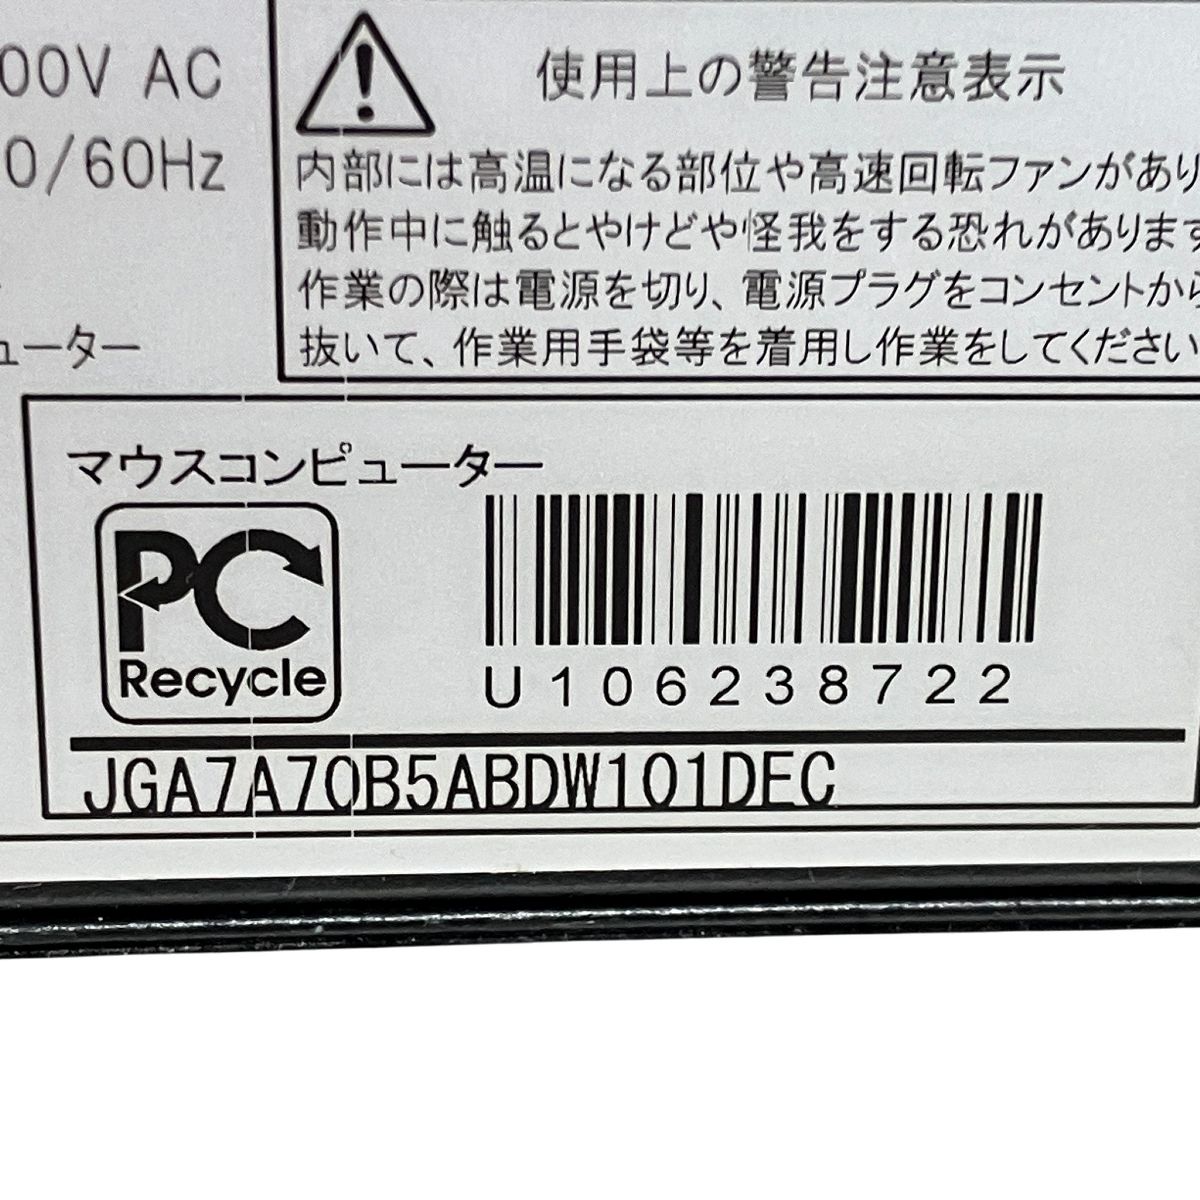 00V AC
0/60Hz
ューター
使用上の警告注意表示
内部には高温になる部位や高速回転ファンがあり
動作中に触るとやけどや怪我をする恐れがあります
作業の際は電源を切り、電源プラグをコンセントから
抜いて、作業用手袋等を着用し作業をしてください
マウスコンピューター
PC
Recycle
U106238722
JGA7A70B5ABDW101DEC